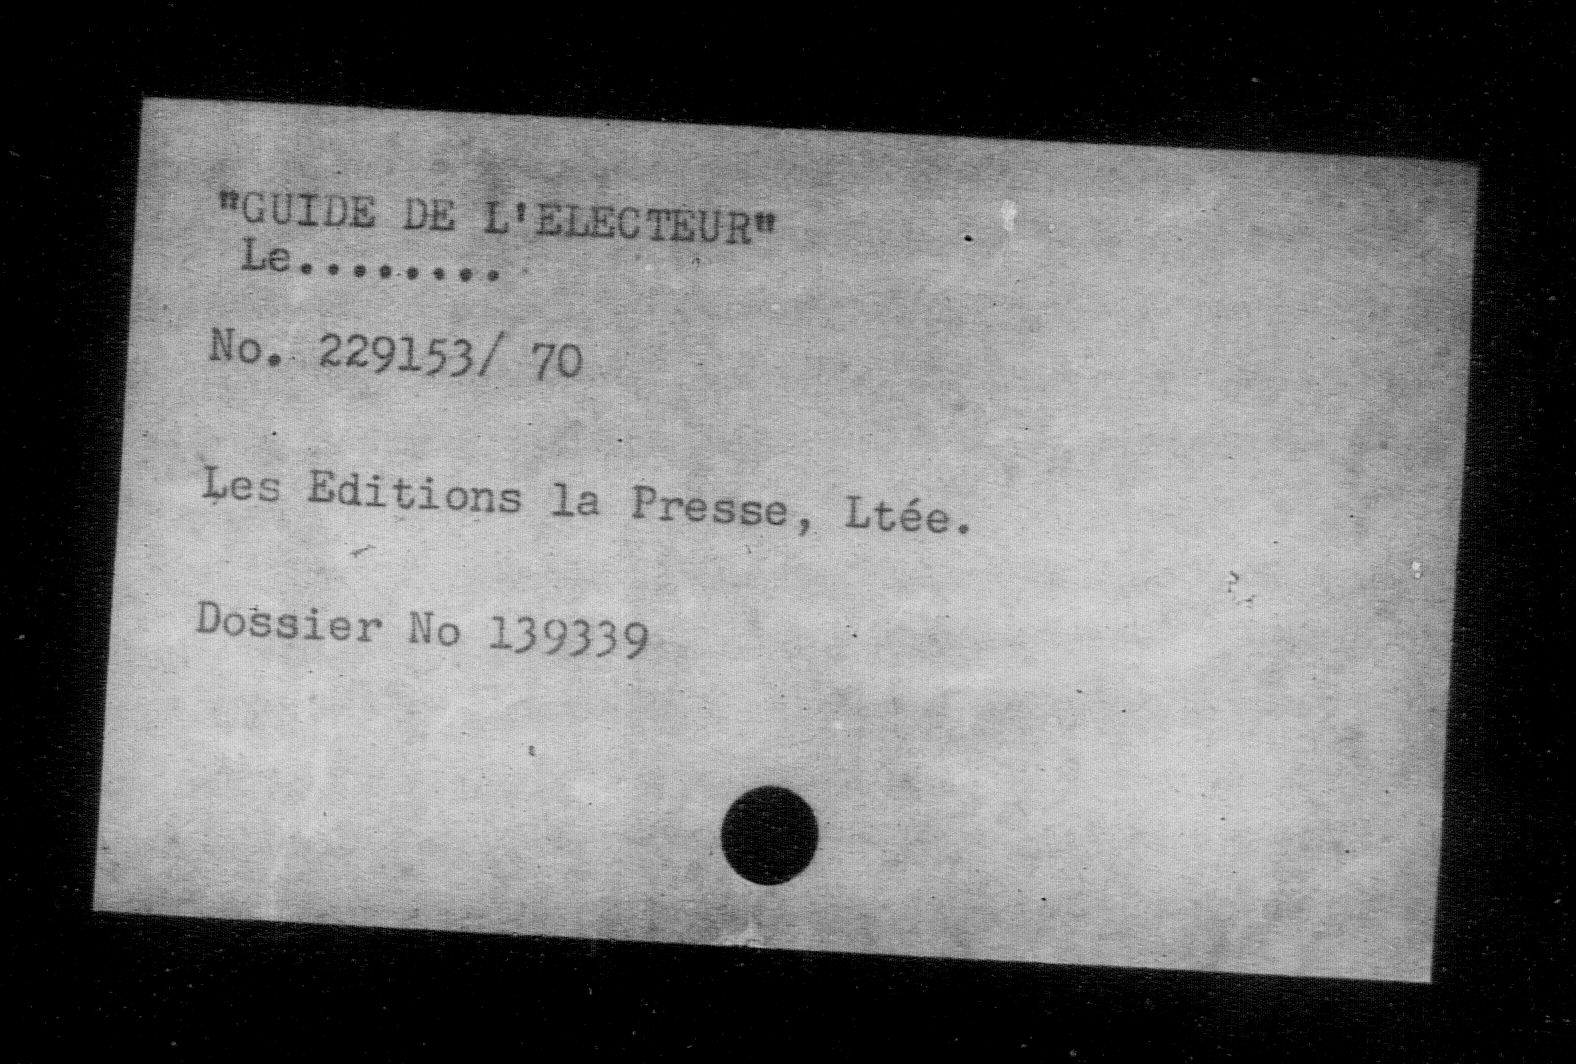 "GUIDE DE L'ELECTEUR"
Le........
No. 229153/ 70
Les Editions la Presse, Ltée.
Dossier No 139339